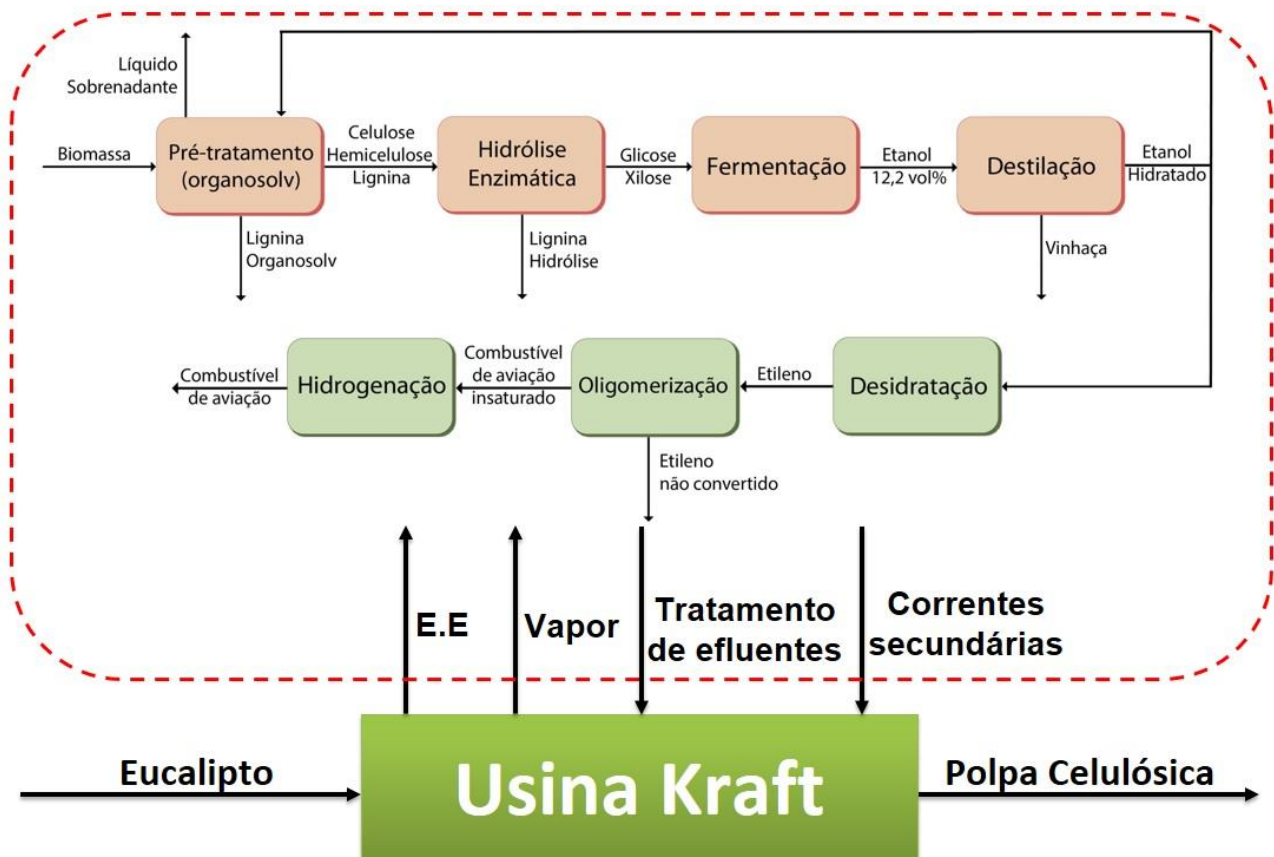 Líquido
Sobrenadante
Biomassa
Pré-tratamento
(organosolv)
Celulose
Hemicelulose
Lignina
Hidrólise
Enzimática
Glicose
Xilose
Fermentação
Etanol
12,2 vol%
Destilação
Etanol
Hidratado
Lignina
Organosolv
Lignina
Hidrólise
Vinhaça
Combustível
de aviação
Hidrogenação
Combustível
de aviação
insaturado
Oligomerização
Etileno
Desidratação
Etileno
não convertido
E.E
Vapor
Tratamento
de efluentes
Correntes
secundárias
Eucalipto
Usina Kraft
Polpa Celulósica